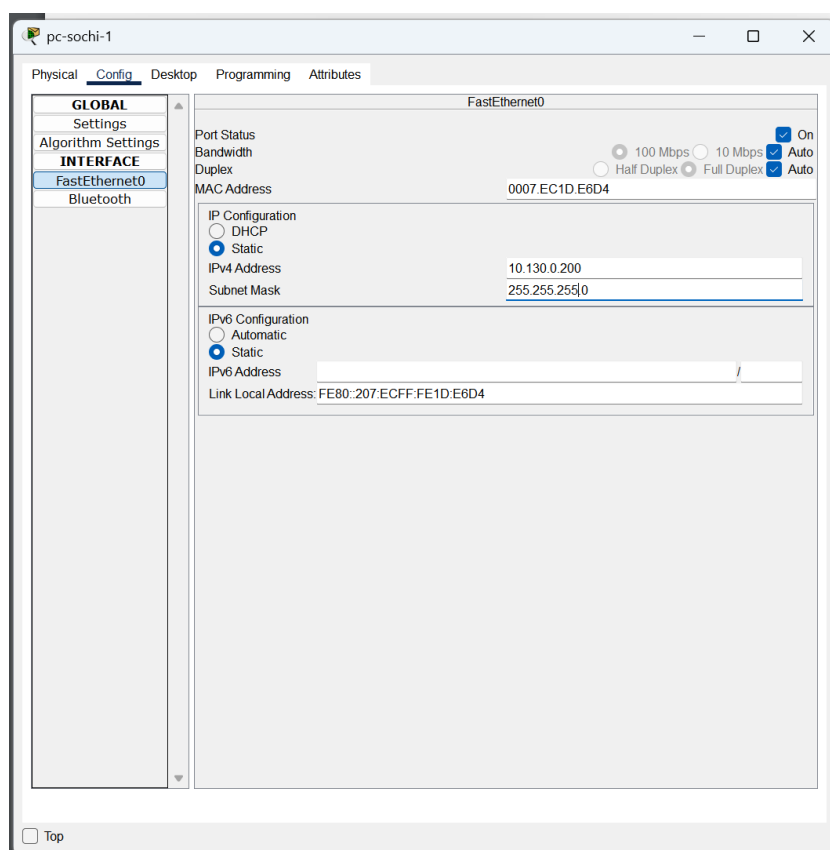 pc-sochi-1
Physical Config Desktop Programming Attributes
GLOBAL
Settings
Algorithm Settings
INTERFACE
FastEthernet0
Bluetooth
FastEthernet0
Port Status On
Bandwidth 100 Mbps 10 Mbps Auto
Duplex Half Duplex Full Duplex Auto
MAC Address 0007.EC1D.E6D4
IP Configuration
DHCP
Static
IPv4 Address 10.130.0.200
Subnet Mask 255.255.255.0
IPv6 Configuration
Automatic
Static
IPv6 Address /
Link Local Address: FE80::207:ECFF:FE1D:E6D4
Top